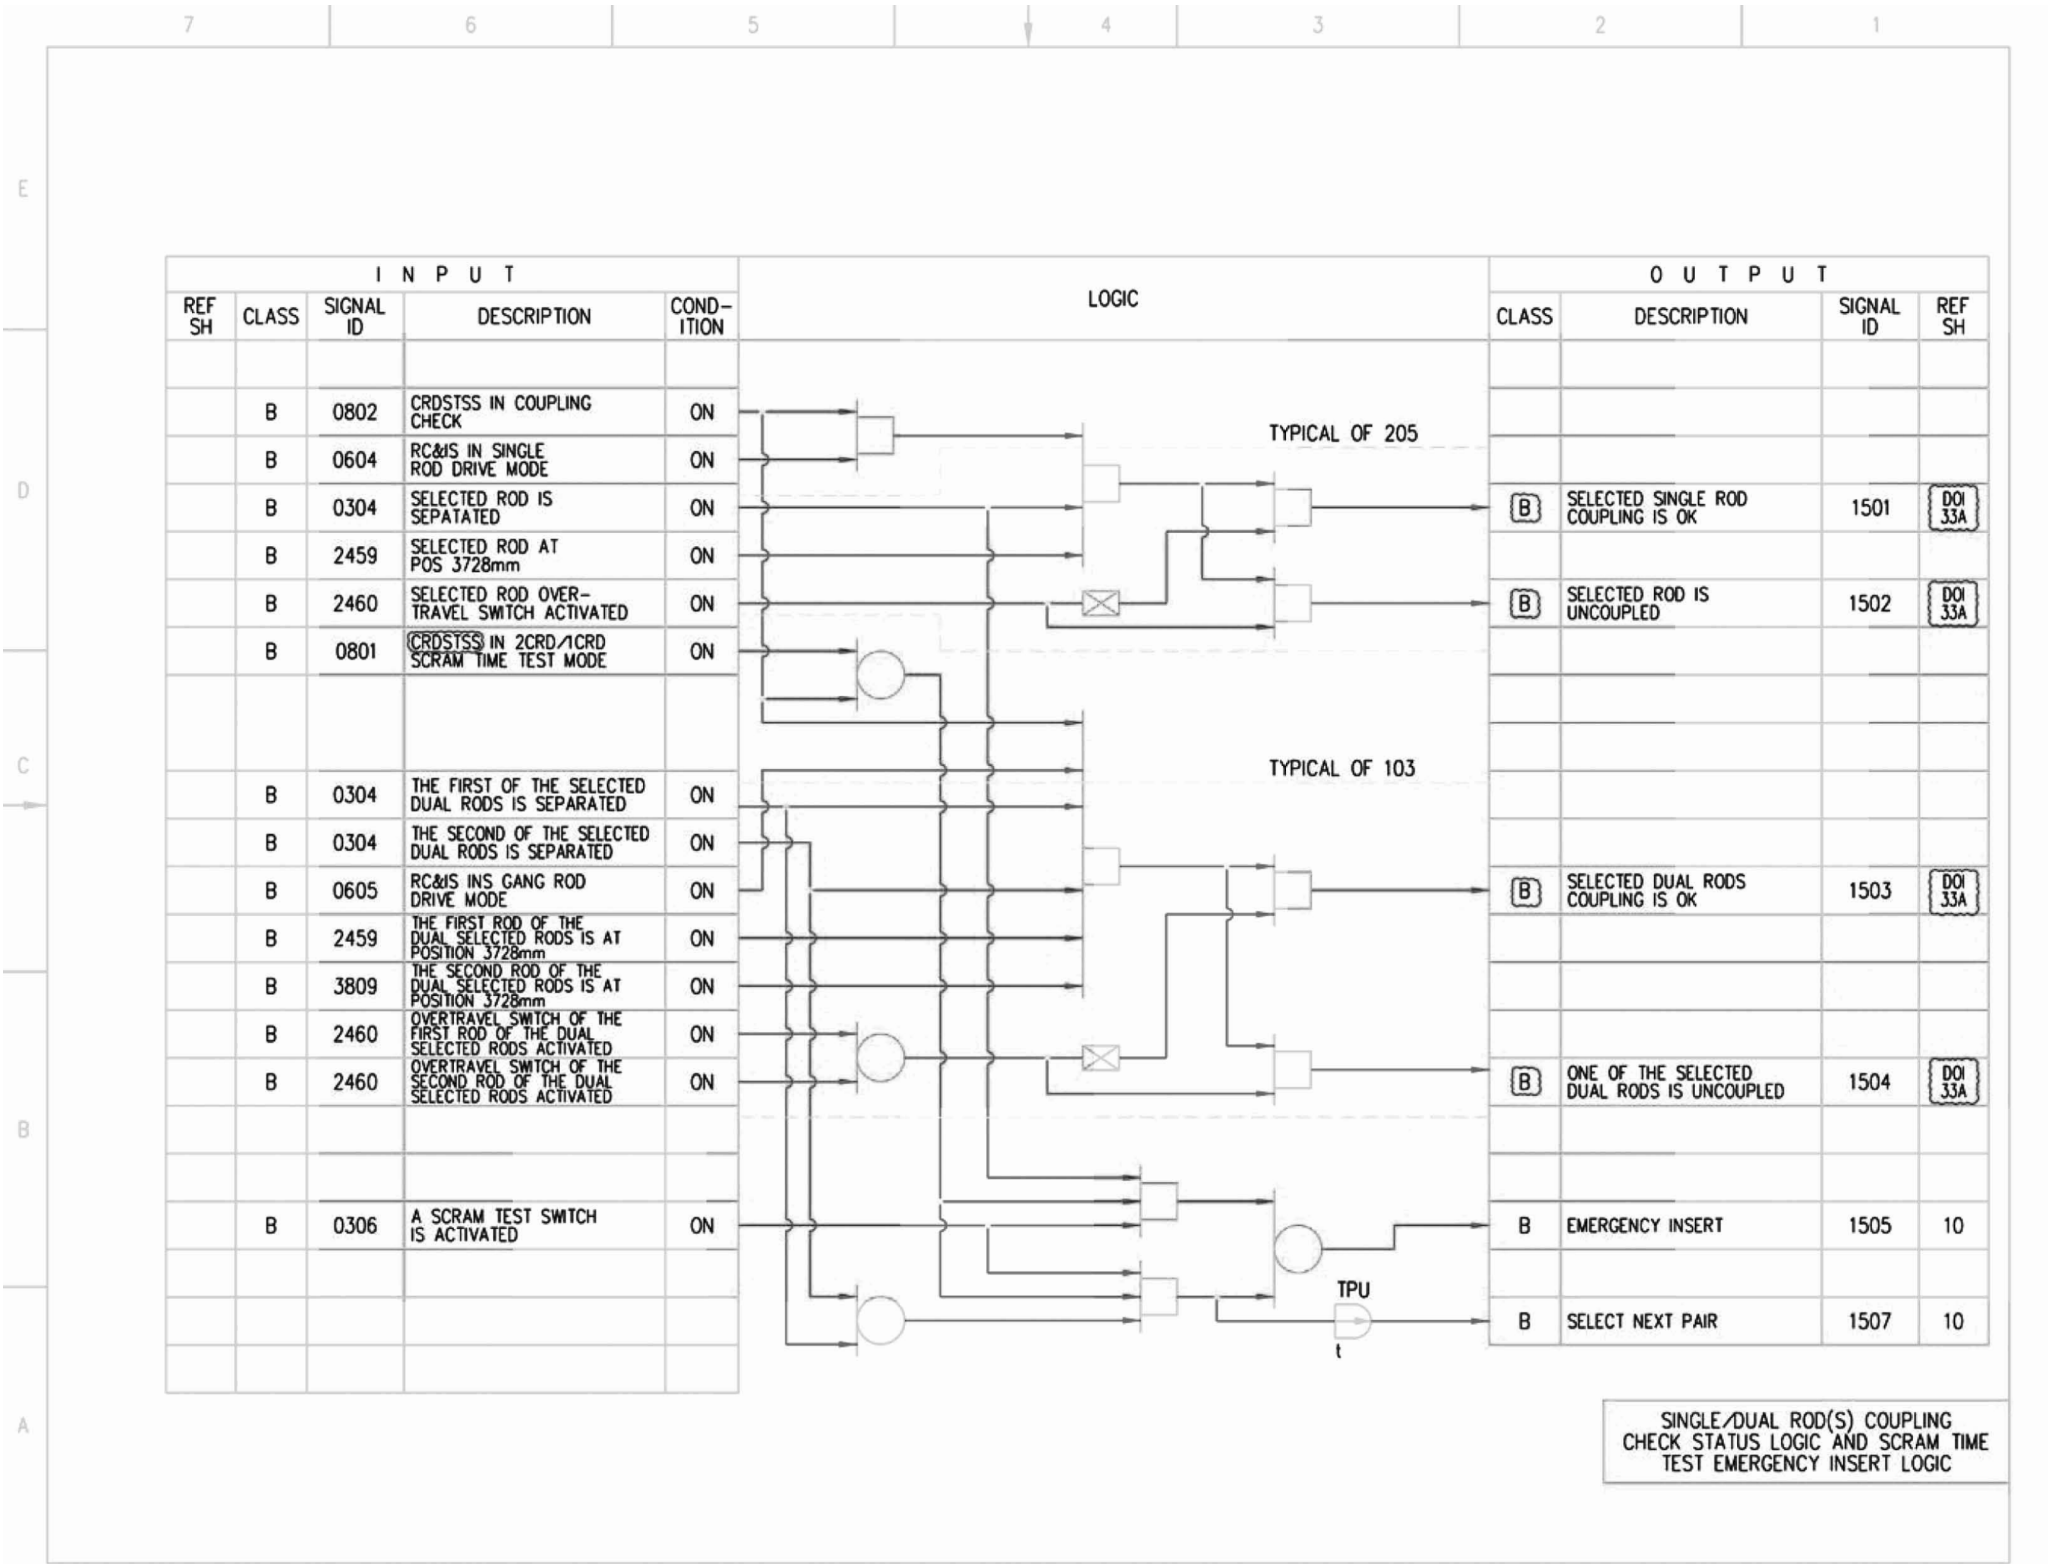 7 6 5 4 3 2 1
E
D
C
B
A
I N P U T
LOGIC
O U T P U T
REF
SH
CLASS
SIGNAL
ID
DESCRIPTION
COND-
ITION
CLASS
DESCRIPTION
SIGNAL
ID
REF
SH
B 0802 CRDSTSS IN COUPLING
CHECK
ON
B 0604 RC&IS IN SINGLE
ROD DRIVE MODE
ON
B 0304 SELECTED ROD IS
SEPATATED
ON
B 2459 SELECTED ROD AT
POS 3728mm
ON
B 2460 SELECTED ROD OVER-
TRAVEL SWITCH ACTIVATED
ON
B 0801 CRDSTSS IN 2CRD/1CRD
SCRAM TIME TEST MODE
ON
B 0304 THE FIRST OF THE SELECTED
DUAL RODS IS SEPARATED
ON
B 0304 THE SECOND OF THE SELECTED
DUAL RODS IS SEPARATED
ON
B 0605 RC&IS INS GANG ROD
DRIVE MODE
ON
B 2459 THE FIRST ROD OF THE
DUAL SELECTED RODS IS AT
POSITION 3728mm
ON
B 3809 THE SECOND ROD OF THE
DUAL SELECTED RODS IS AT
POSITION 3728mm
ON
B 2460 OVERTRAVEL SWITCH OF THE
FIRST ROD OF THE DUAL
SELECTED RODS ACTIVATED
ON
B 2460 OVERTRAVEL SWITCH OF THE
SECOND ROD OF THE DUAL
SELECTED RODS ACTIVATED
ON
B 0306 A SCRAM TEST SWITCH
IS ACTIVATED
ON
TYPICAL OF 205
TYPICAL OF 103
TPU
t
B SELECTED SINGLE ROD
COUPLING IS OK
1501 DOI
33A
B SELECTED ROD IS
UNCOUPLED
1502 DOI
33A
B SELECTED DUAL RODS
COUPLING IS OK
1503 DOI
33A
B ONE OF THE SELECTED
DUAL RODS IS UNCOUPLED
1504 DOI
33A
B EMERGENCY INSERT 1505 10
B SELECT NEXT PAIR 1507 10
SINGLE/DUAL ROD(S) COUPLING
CHECK STATUS LOGIC AND SCRAM TIME
TEST EMERGENCY INSERT LOGIC